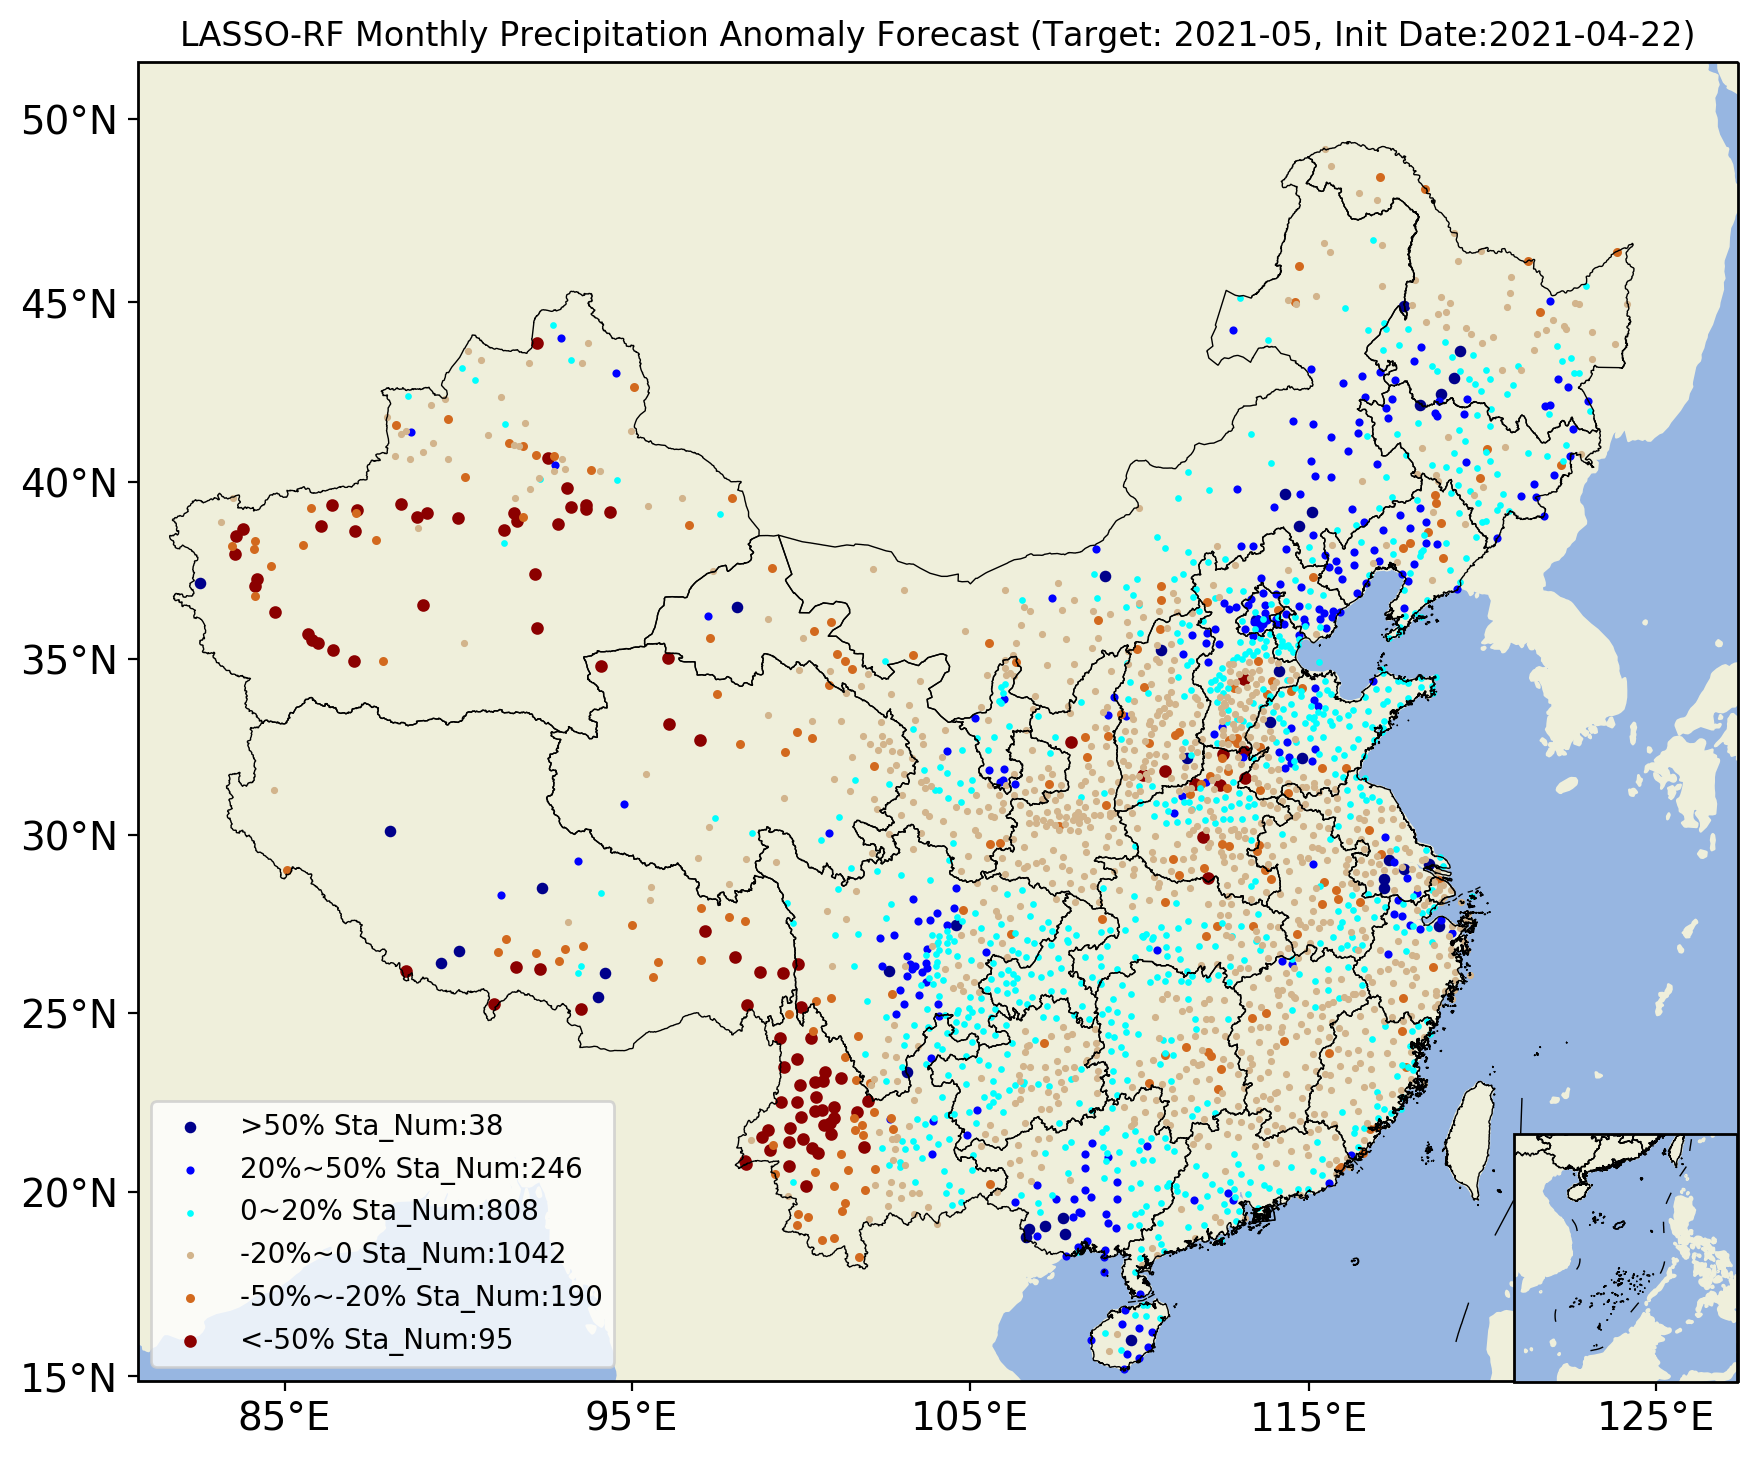 LASSO-RF Monthly Precipitation Anomaly Forecast (Target: 2021-05, Init Date:2021-04-22)
50°N
45°N
40°N
35°N
30°N
25°N
20°N
15°N
>50% Sta_Num:38
20%~50% Sta_Num:246
0~20% Sta_Num:808
-20%~0 Sta_Num:1042
-50%~-20% Sta_Num:190
<-50% Sta_Num:95
85°E
95°E
105°E
115°E
125°E